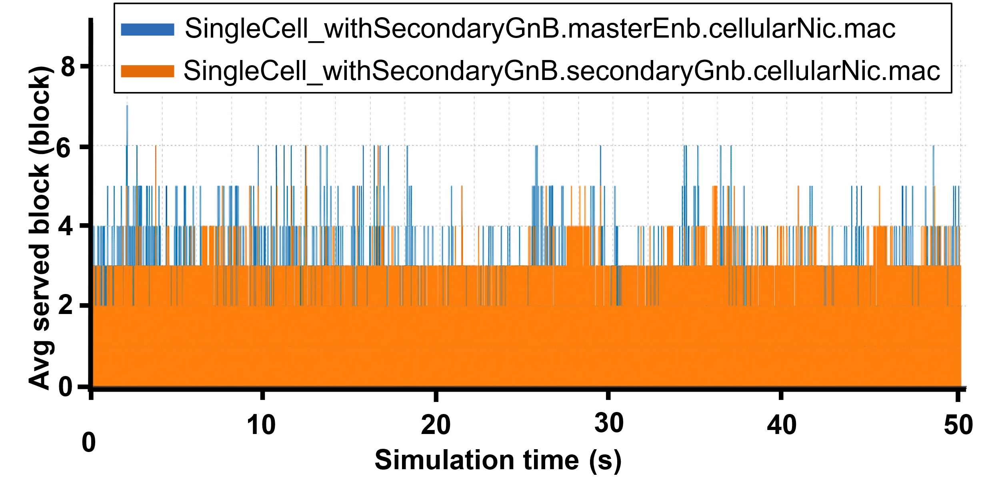 SingleCell_withSecondaryGnB.masterEnb.cellularNic.mac
SingleCell_withSecondaryGnB.secondaryGnb.cellularNic.mac
Avg served block (block)
8
6
4
2
0
0
10
20
30
40
50
Simulation time (s)